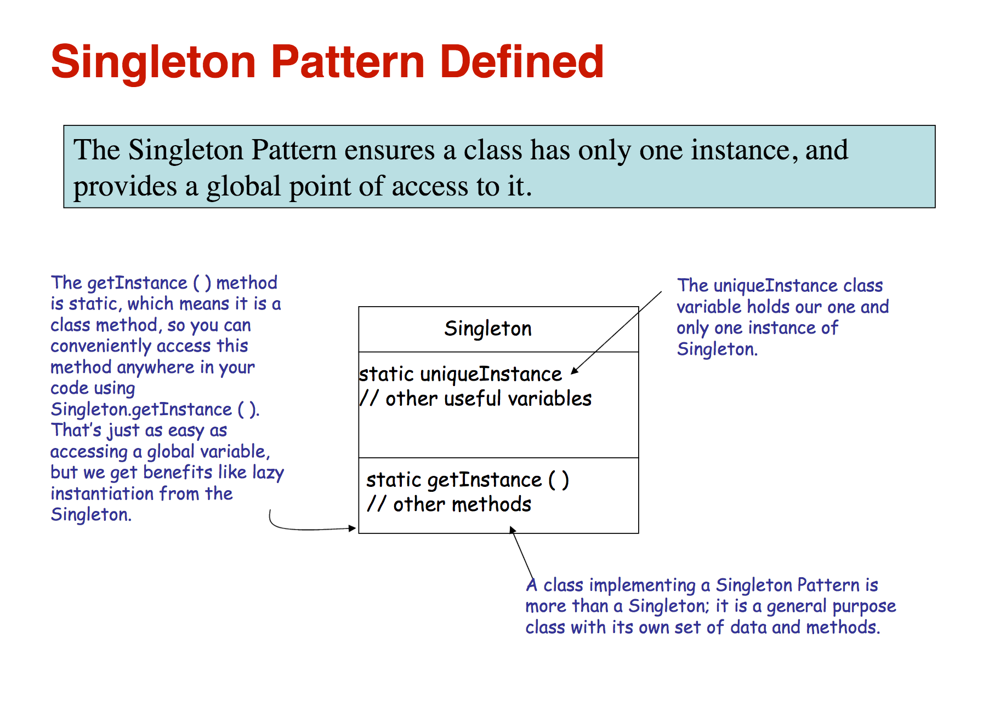 Singleton Pattern Defined
The Singleton Pattern ensures a class has only one instance, and
provides a global point of access to it.
The getInstance ( ) method
is static, which means it is a
class method, so you can
conveniently access this
method anywhere in your
code using
Singleton.getInstance ( ).
That's just as easy as
accessing a global variable,
but we get benefits like lazy
instantiation from the
Singleton.
Singleton
static uniqueInstance
// other useful variables
static getInstance ( )
// other methods
The uniqueInstance class
variable holds our one and
only one instance of
Singleton.
A class implementing a Singleton Pattern is
more than a Singleton; it is a general purpose
class with its own set of data and methods.